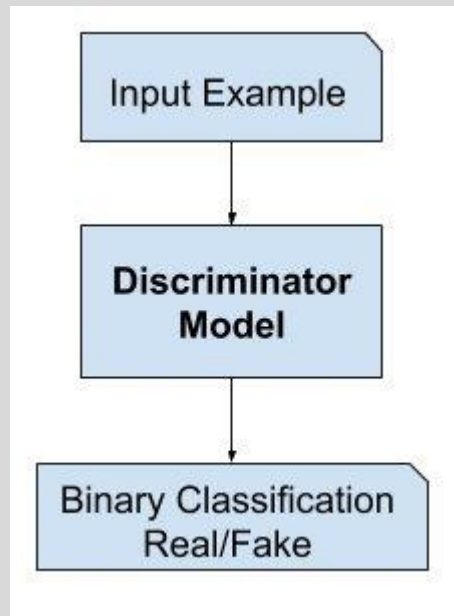 Input Example
Discriminator
Model
Binary Classification
Real/Fake